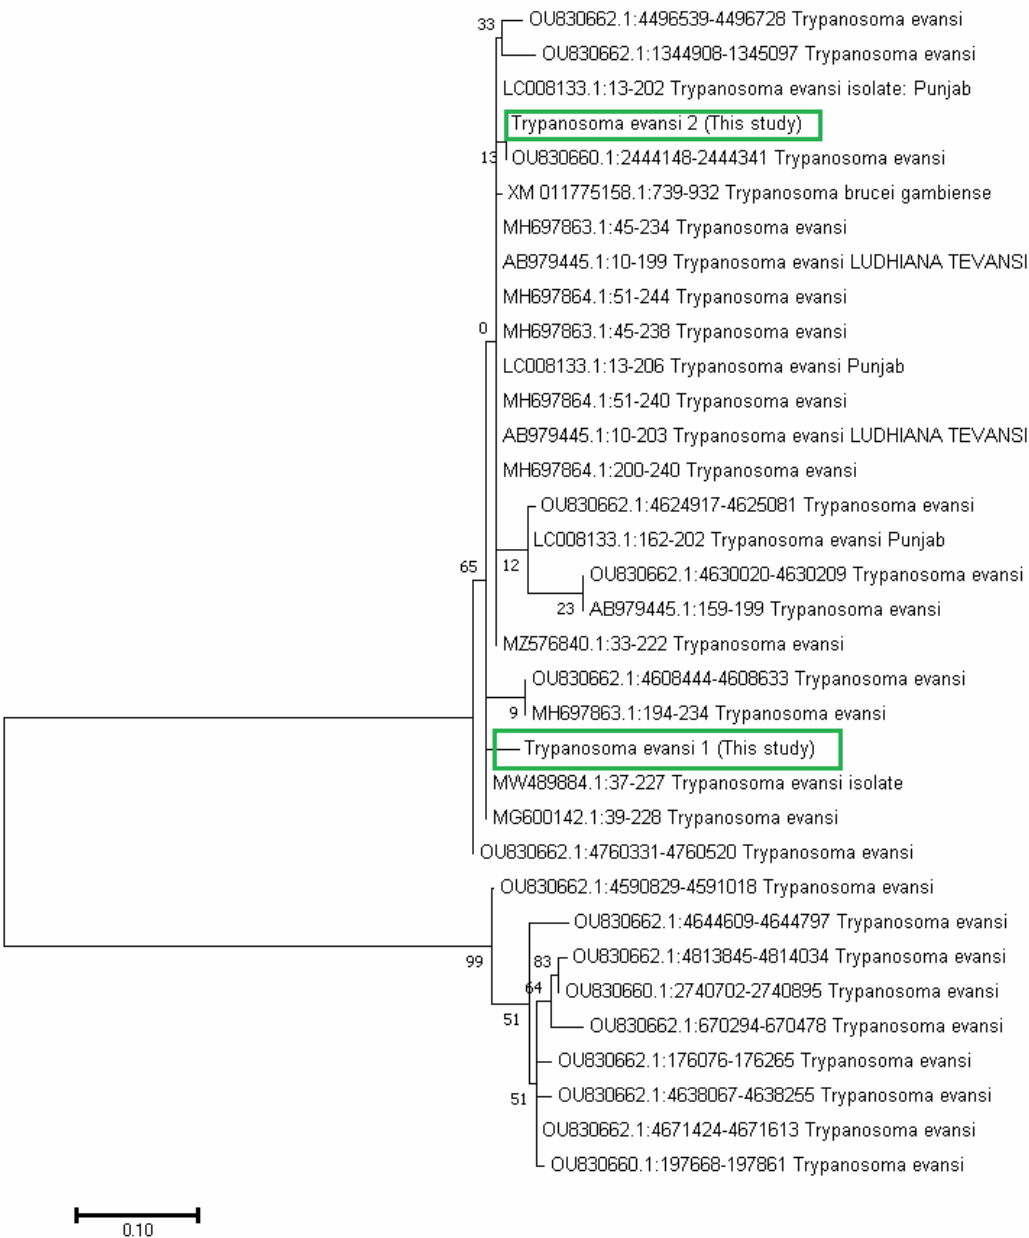 33
OU830662.1:4496539-4496728 Trypanosoma evansi
OU830662.1:1344908-1345097 Trypanosoma evansi
LC008133.1:13-202 Trypanosoma evansi isolate: Punjab
Trypanosoma evansi 2 (This study)
13
OU830660.1:2444148-2444341 Trypanosoma evansi
XM 011775158.1:739-932 Trypanosoma brucei gambiense
MH697863.1:45-234 Trypanosoma evansi
AB979445.1:10-199 Trypanosoma evansi LUDHIANA TEVANSI
MH697864.1:51-244 Trypanosoma evansi
0
MH697863.1:45-238 Trypanosoma evansi
LC008133.1:13-206 Trypanosoma evansi Punjab
MH697864.1:51-240 Trypanosoma evansi
AB979445.1:10-203 Trypanosoma evansi LUDHIANA TEVANSI
MH697864.1:200-240 Trypanosoma evansi
OU830662.1:4624917-4625081 Trypanosoma evansi
LC008133.1:162-202 Trypanosoma evansi Punjab
65
12
OU830662.1:4630020-4630209 Trypanosoma evansi
23
AB979445.1:159-199 Trypanosoma evansi
MZ576840.1:33-222 Trypanosoma evansi
OU830662.1:4608444-4608633 Trypanosoma evansi
9
MH697863.1:194-234 Trypanosoma evansi
Trypanosoma evansi 1 (This study)
MW489884.1:37-227 Trypanosoma evansi isolate
MG600142.1:39-228 Trypanosoma evansi
OU830662.1:4760331-4760520 Trypanosoma evansi
OU830662.1:4590829-4591018 Trypanosoma evansi
OU830662.1:4644609-4644797 Trypanosoma evansi
99
83
OU830662.1:4813845-4814034 Trypanosoma evansi
64
OU830660.1:2740702-2740895 Trypanosoma evansi
51
OU830662.1:670294-670478 Trypanosoma evansi
OU830662.1:176076-176265 Trypanosoma evansi
51
OU830662.1:4638067-4638255 Trypanosoma evansi
OU830662.1:4671424-4671613 Trypanosoma evansi
OU830660.1:197668-197861 Trypanosoma evansi
0.10